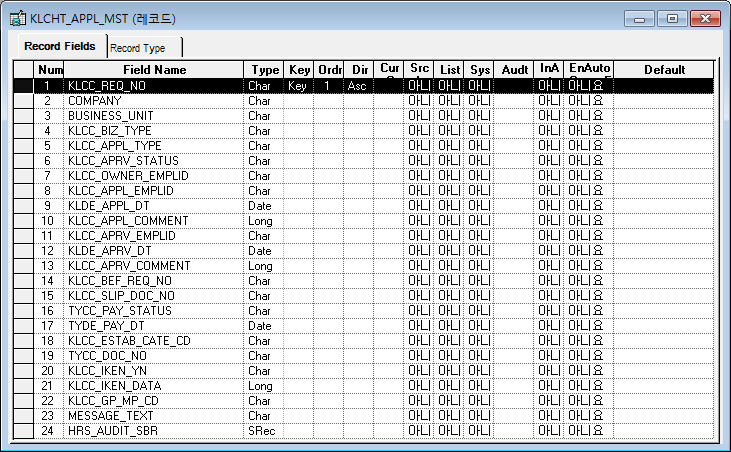 KLCHT_APPL_MST (레코드)
Record Fields Record Type
Num Field Name Type Key Ordr Dir Cur Src List Sys Audt InA EnAuto Default
1 KLCC_REQ_NO Char Key 1 Asc 아니 아니 아니 아니 아니요
2 COMPANY Char 아니 아니 아니 아니 아니요
3 BUSINESS_UNIT Char 아니 아니 아니 아니 아니요
4 KLCC_BIZ_TYPE Char 아니 아니 아니 아니 아니요
5 KLCC_APPL_TYPE Char 아니 아니 아니 아니 아니요
6 KLCC_APRV_STATUS Char 아니 아니 아니 아니 아니요
7 KLCC_OWNER_EMPLID Char 아니 아니 아니 아니 아니요
8 KLCC_APPL_EMPLID Char 아니 아니 아니 아니 아니요
9 KLDE_APPL_DT Date 아니 아니 아니 아니 아니요
10 KLCC_APPL_COMMENT Long 아니 아니 아니 아니 아니요
11 KLCC_APRV_EMPLID Char 아니 아니 아니 아니 아니요
12 KLDE_APRV_DT Date 아니 아니 아니 아니 아니요
13 KLCC_APRV_COMMENT Long 아니 아니 아니 아니 아니요
14 KLCC_BEF_REQ_NO Char 아니 아니 아니 아니 아니요
15 KLCC_SLIP_DOC_NO Char 아니 아니 아니 아니 아니요
16 TYCC_PAY_STATUS Char 아니 아니 아니 아니 아니요
17 TYDE_PAY_DT Date 아니 아니 아니 아니 아니요
18 KLCC_ESTAB_CATE_CD Char 아니 아니 아니 아니 아니요
19 TYCC_DOC_NO Char 아니 아니 아니 아니 아니요
20 KLCC_IKEN_YN Char 아니 아니 아니 아니 아니요
21 KLCC_IKEN_DATA Long 아니 아니 아니 아니 아니요
22 KLCC_GP_MP_CD Char 아니 아니 아니 아니 아니요
23 MESSAGE_TEXT Char 아니 아니 아니 아니 아니요
24 HRS_AUDIT_SBR SRec 아니 아니 아니 아니 아니요